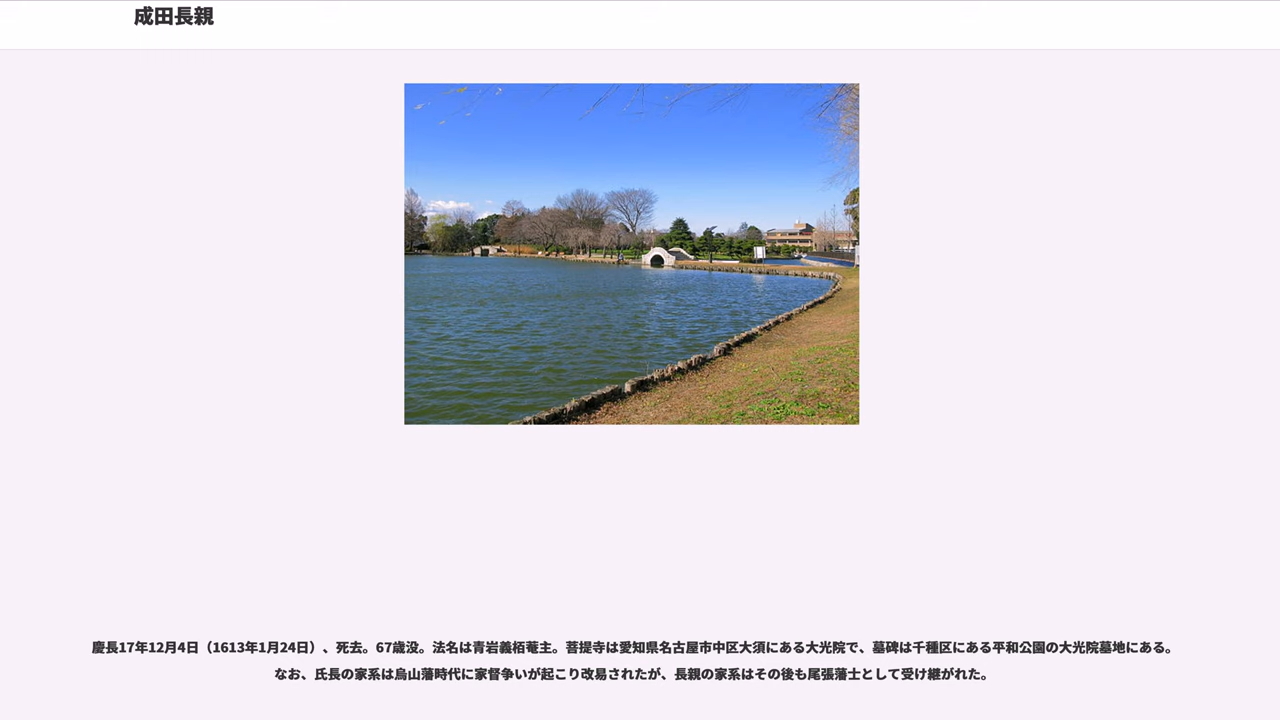 成田長親
慶長17年12月4日（1613年1月24日）、死去。67歳没。法名は青岩義栢菴主。菩提寺は愛知県名古屋市中区大須にある大光院で、墓碑は千種区にある平和公園の大光院墓地にある。
なお、氏長の家系は烏山藩時代に家督争いが起こり改易されたが、長親の家系はその後も尾張藩士として受け継がれた。